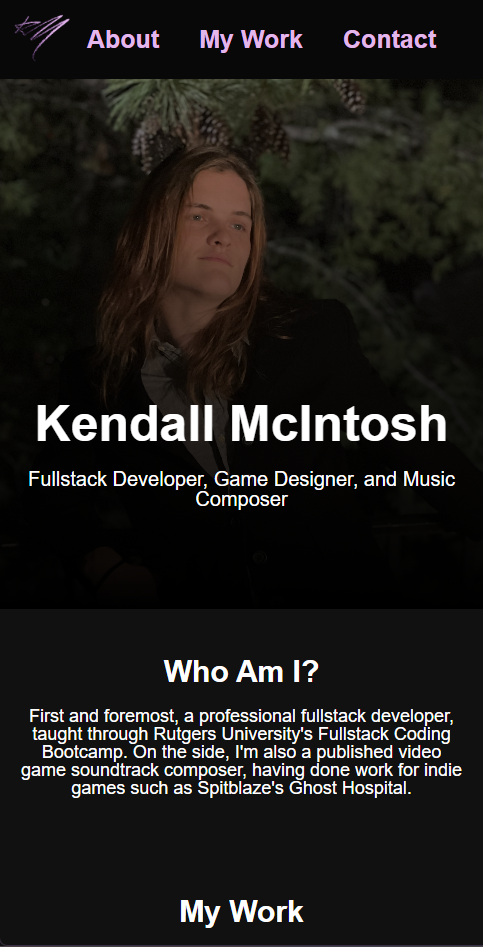 About My Work Contact
Kendall McIntosh
Fullstack Developer, Game Designer, and Music
Composer
Who Am I?
First and foremost, a professional fullstack developer,
taught through Rutgers University's Fullstack Coding
Bootcamp. On the side, I'm also a published video
game soundtrack composer, having done work for indie
games such as Spitblaze's Ghost Hospital.
My Work